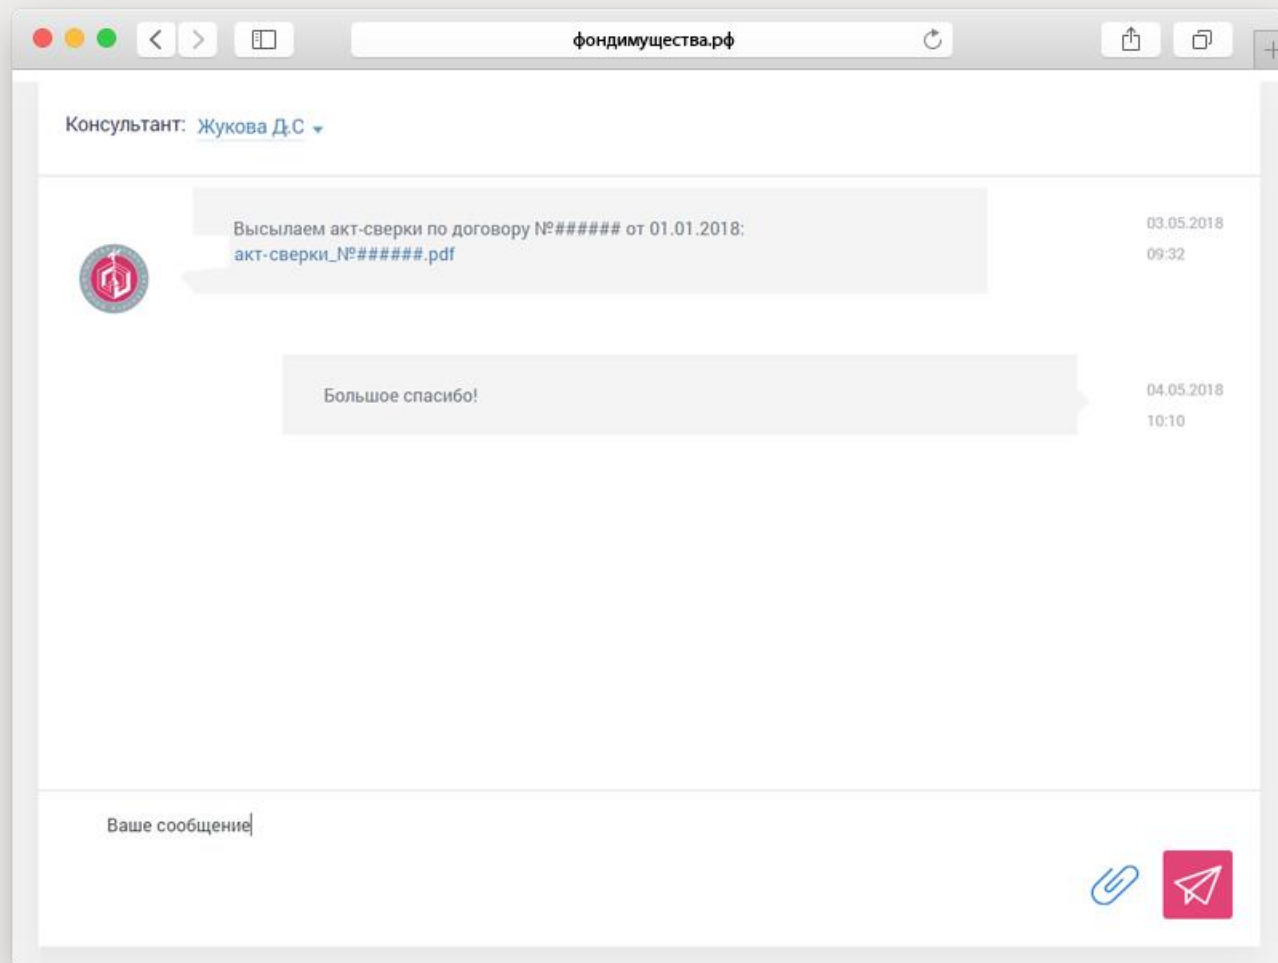 фондимущества.рф
Консультант: Жукова Д.С
Высылаем акт-сверки по договору №###### от 01.01.2018:
акт-сверки_№######.pdf
03.05.2018
09:32
Большое спасибо!
04.05.2018
10:10
Ваше сообщение